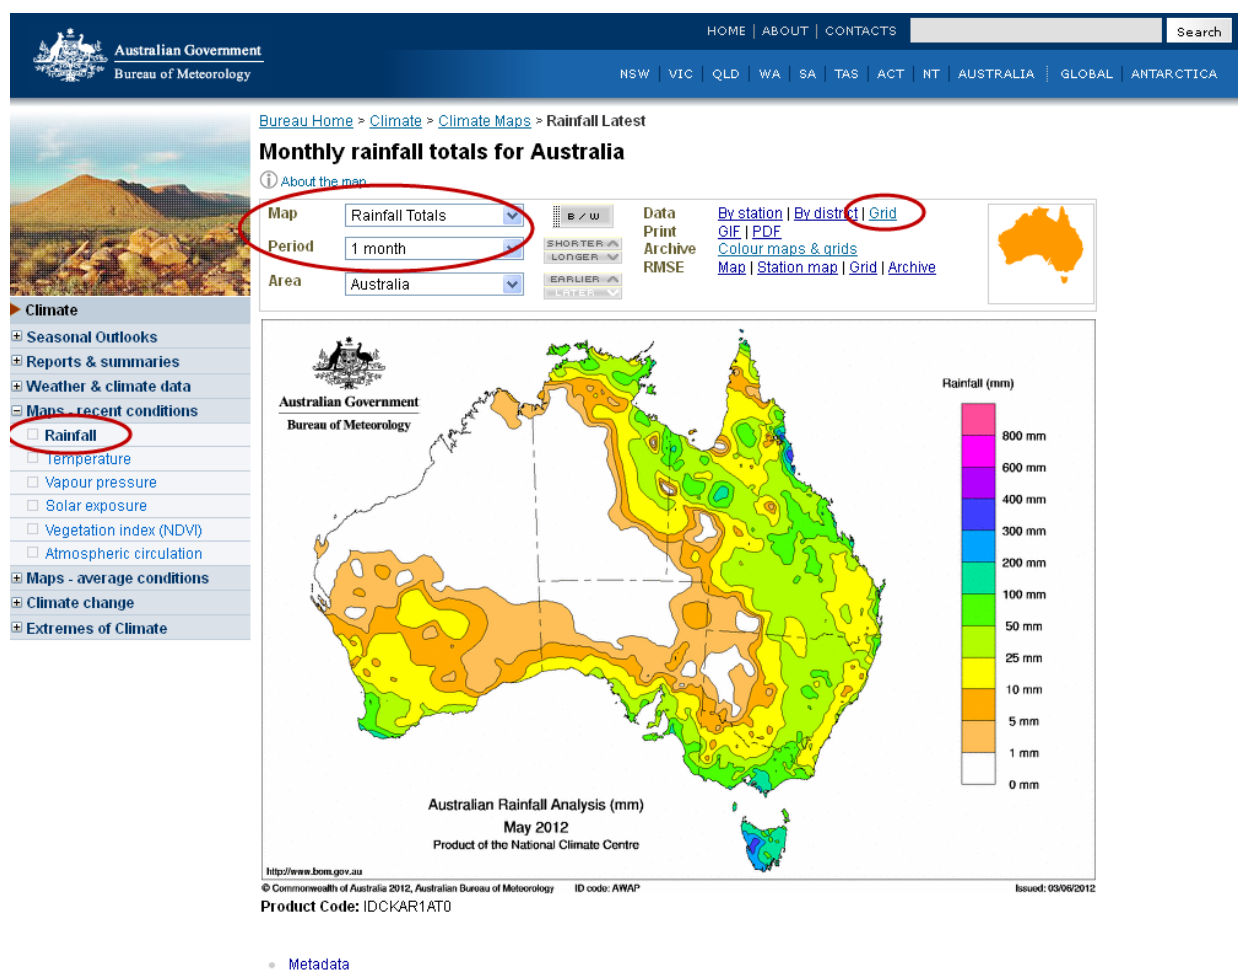 HOME | ABOUT | CONTACTS
Search
Australian Government
Bureau of Meteorology
NSW | VIC | QLD | WA | SA | TAS | ACT | NT | AUSTRALIA | GLOBAL | ANTARCTICA
Bureau Home > Climate > Climate Maps > Rainfall Latest
Monthly rainfall totals for Australia
i About the map
Map Rainfall Totals
Period 1 month
Area Australia
B / W
SHORTER
LONGER
EARLIER
LATER
Data By station | By district | Grid
Print GIF | PDF
Archive Colour maps & grids
RMSE Map | Station map | Grid | Archive
Climate
Seasonal Outlooks
Reports & summaries
Weather & climate data
Maps - recent conditions
Rainfall
Temperature
Vapour pressure
Solar exposure
Vegetation index (NDVI)
Atmospheric circulation
Maps - average conditions
Climate change
Extremes of Climate
Australian Government
Bureau of Meteorology
Rainfall (mm)
800 mm
600 mm
400 mm
300 mm
200 mm
100 mm
50 mm
25 mm
10 mm
5 mm
1 mm
0 mm
Australian Rainfall Analysis (mm)
May 2012
Product of the National Climate Centre
http://www.bom.gov.au
© Commonwealth of Australia 2012, Australian Bureau of Meteorology ID code: AWAP Issued: 03/06/2012
Product Code: IDCKAR1AT0
Metadata